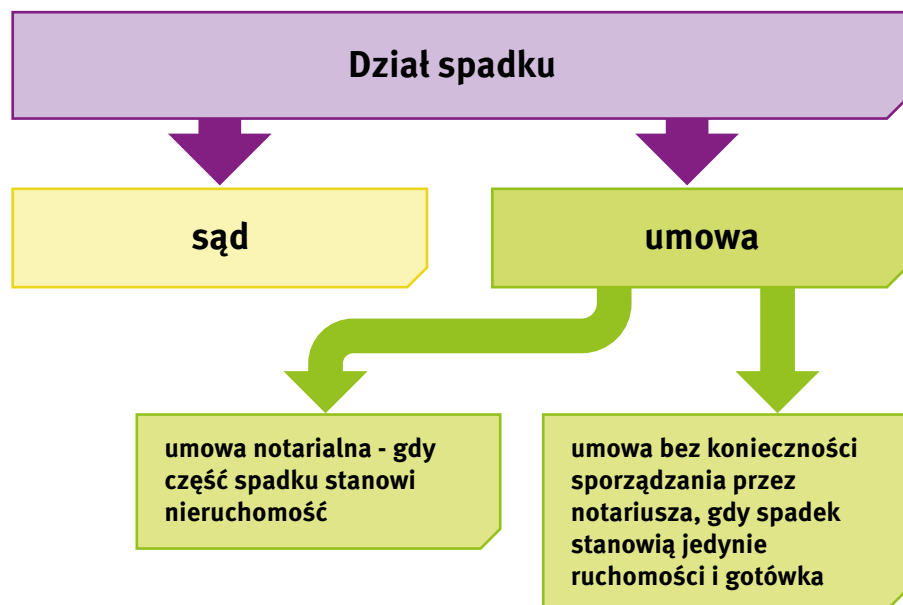 Dział spadku
sąd
umowa
umowa notarialna - gdy
część spadku stanowi
nieruchomość
umowa bez konieczności
sporządzania przez
notariusza, gdy spadek
stanowią jedynie
ruchomości i gotówka